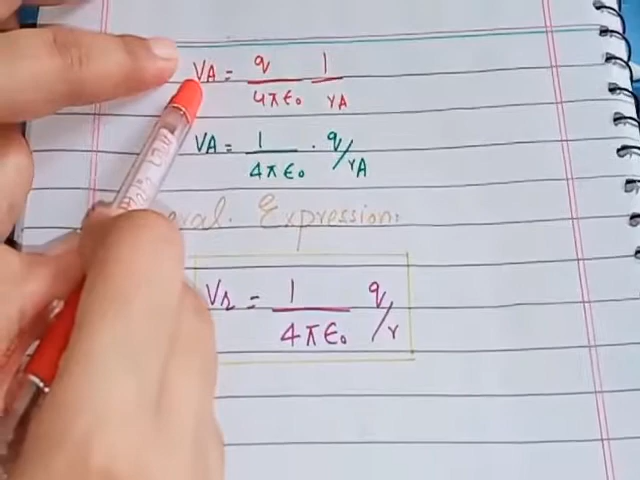 VA = q/4πε₀ 1/rA
VA = 1/4πε₀ . q/rA
Expression:
Vr = 1/4πε₀ q/r